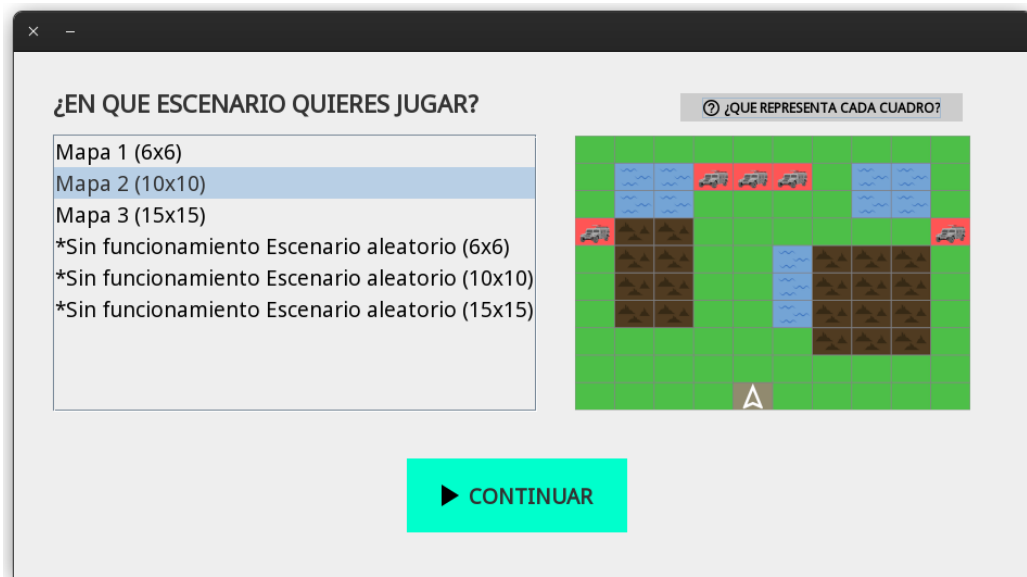 ¿EN QUE ESCENARIO QUIERES JUGAR?
¿QUE REPRESENTA CADA CUADRO?
Mapa 1 (6x6)
Mapa 2 (10x10)
Mapa 3 (15x15)
*Sin funcionamiento Escenario aleatorio (6x6)
*Sin funcionamiento Escenario aleatorio (10x10)
*Sin funcionamiento Escenario aleatorio (15x15)
CONTINUAR